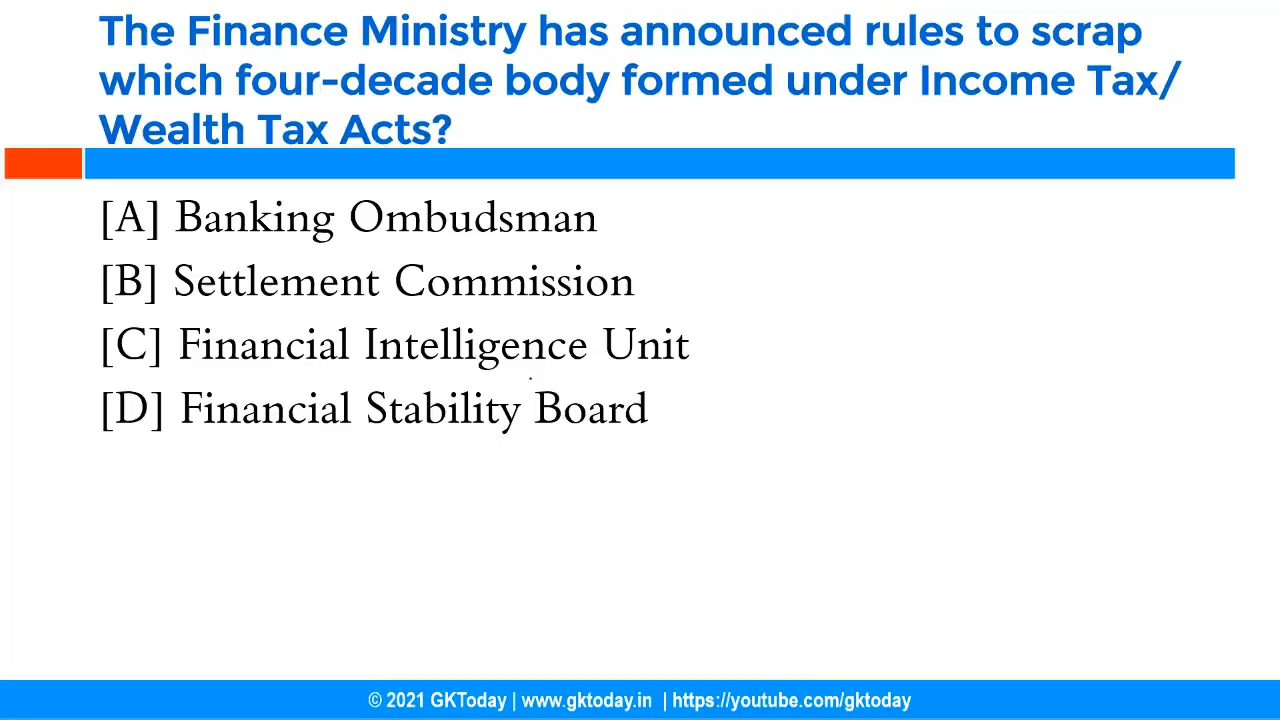 The Finance Ministry has announced rules to scrap
which four-decade body formed under Income Tax/
Wealth Tax Acts?
[A] Banking Ombudsman
[B] Settlement Commission
[C] Financial Intelligence Unit
[D] Financial Stability Board
© 2021 GKToday | www.gktoday.in | https://youtube.com/gktoday